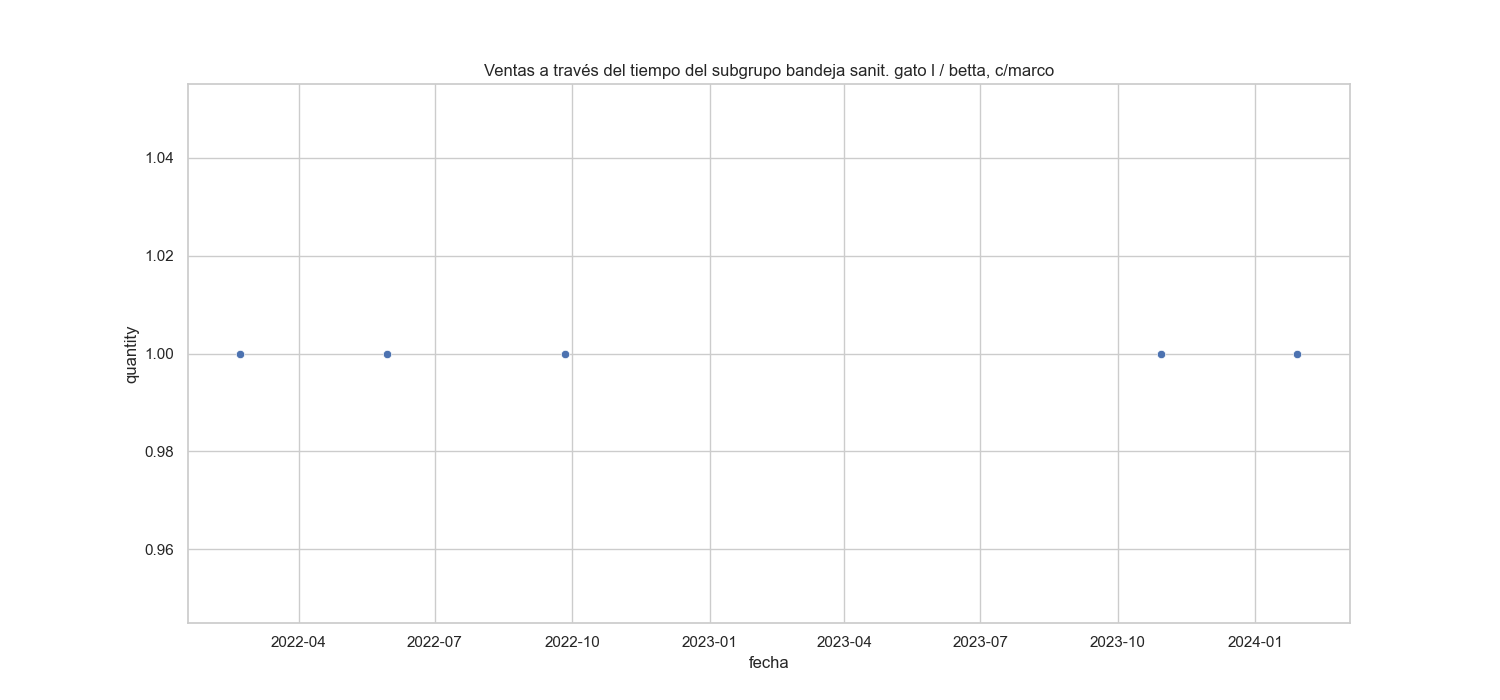 Ventas a través del tiempo del subgrupo bandeja sanit. gato l / betta, c/marco
1.04
1.02
1.00
0.98
0.96
quantity
2022-04 2022-07 2022-10 2023-01 2023-04 2023-07 2023-10 2024-01
fecha